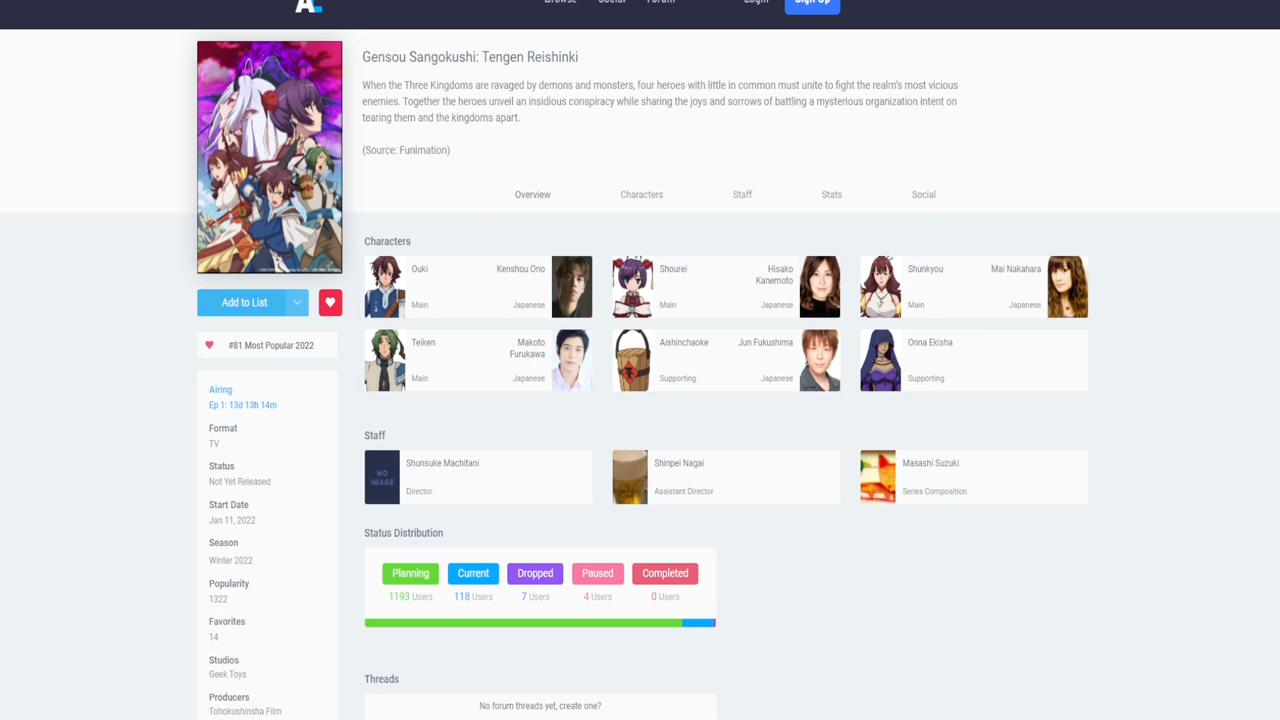 AL
Browse Social Forum Login Sign Up
Gensou Sangokushi: Tengen Reishinki
When the Three Kingdoms are ravaged by demons and monsters, four heroes with little in common must unite to fight the realm's most vicious
enemies. Together the heroes unveil an insidious conspiracy while sharing the joys and sorrows of battling a mysterious organization intent on
tearing them and the kingdoms apart.
(Source: Funimation)
Overview Characters Staff Stats Social
Add to List
#81 Most Popular 2022
Airing
Ep 1: 13d 13h 14m
Format
TV
Status
Not Yet Released
Start Date
Jan 11, 2022
Season
Winter 2022
Popularity
1322
Favorites
14
Studios
Geek Toys
Producers
Tohokushinsha Film
Characters
Ouki Kenshou Ono
Main Japanese
Shourei Hisako
Kanemoto
Main Japanese
Shunkyou Mai Nakahara
Main Japanese
Teiken Makoto
Furukawa
Main Japanese
Aishinchaoke Jun Fukushima
Supporting Japanese
Onna Ekisha
Supporting
Staff
NO
IMAGE
Shunsuke Machitani
Director
Shinpei Nagai
Assistant Director
Masashi Suzuki
Series Composition
Status Distribution
Planning Current Dropped Paused Completed
1193 Users 118 Users 7 Users 4 Users 0 Users
Threads
No forum threads yet, create one?